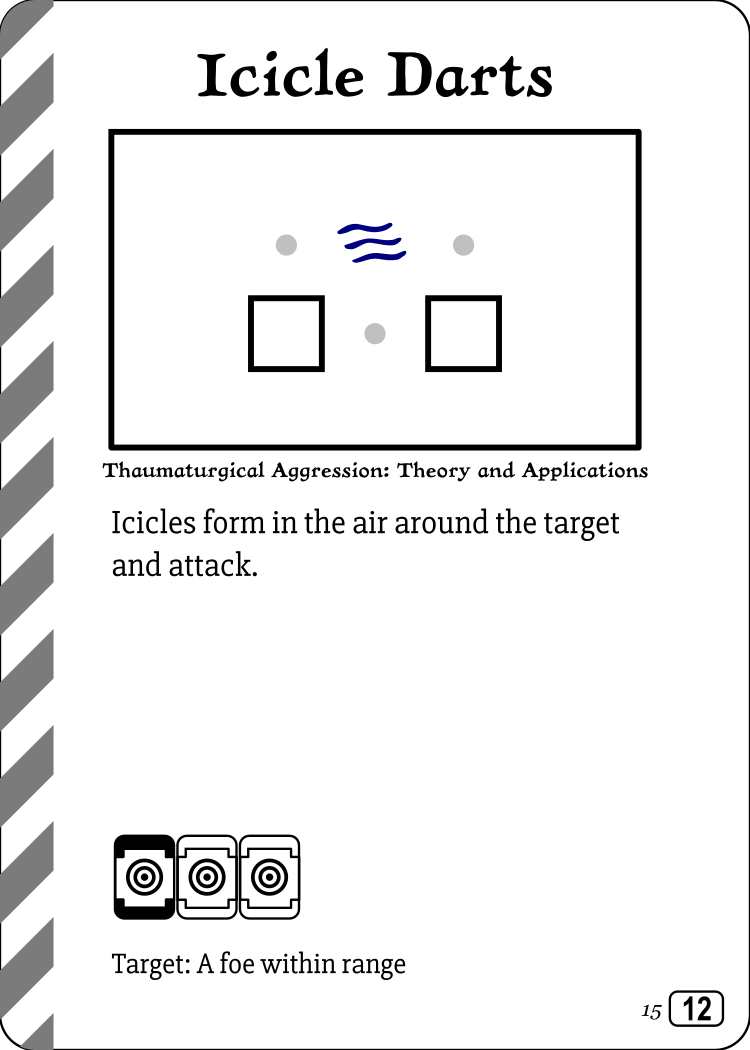 Icicle Darts
Thaumaturgical Aggression: Theory and Applications
Icicles form in the air around the target
and attack.
Target: A foe within range
15 12